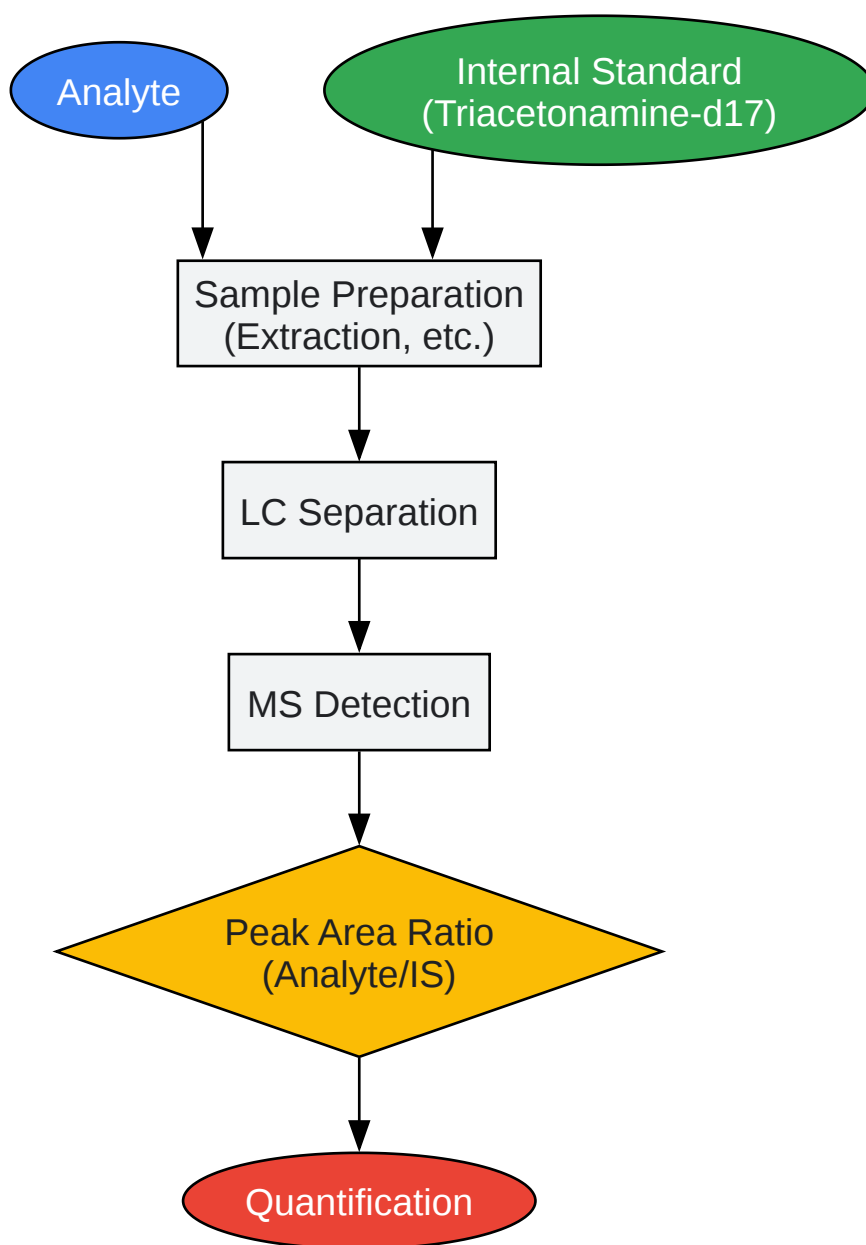 Analyte
Internal Standard
(Triacetonamine-d17)
Sample Preparation
(Extraction, etc.)
LC Separation
MS Detection
Peak Area Ratio
(Analyte/IS)
Quantification